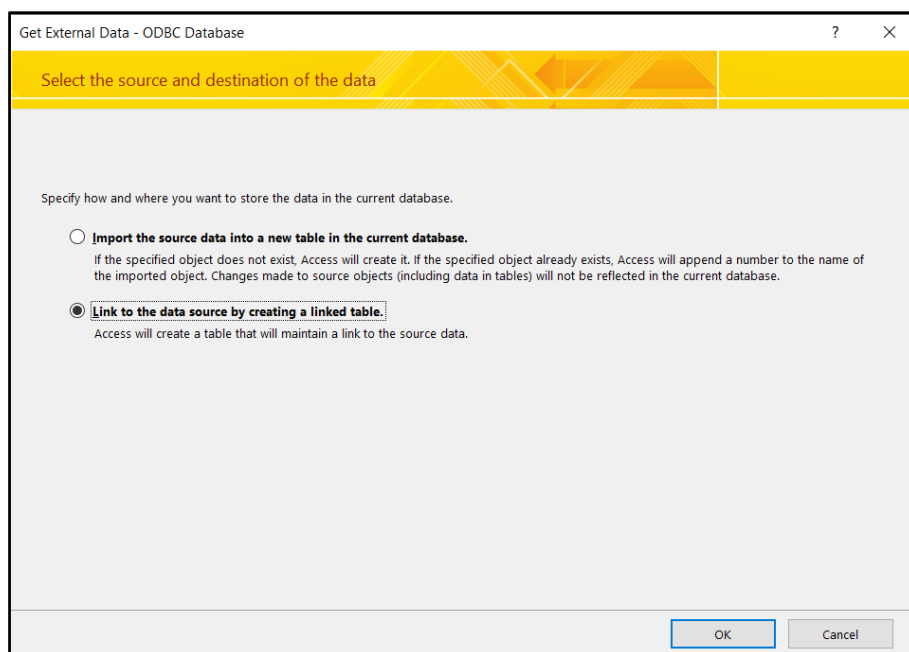 Get External Data - ODBC Database
?
Select the source and destination of the data
Specify how and where you want to store the data in the current database.
Import the source data into a new table in the current database.
If the specified object does not exist, Access will create it. If the specified object already exists, Access will append a number to the name of
the imported object. Changes made to source objects (including data in tables) will not be reflected in the current database.
Link to the data source by creating a linked table.
Access will create a table that will maintain a link to the source data.
OK Cancel